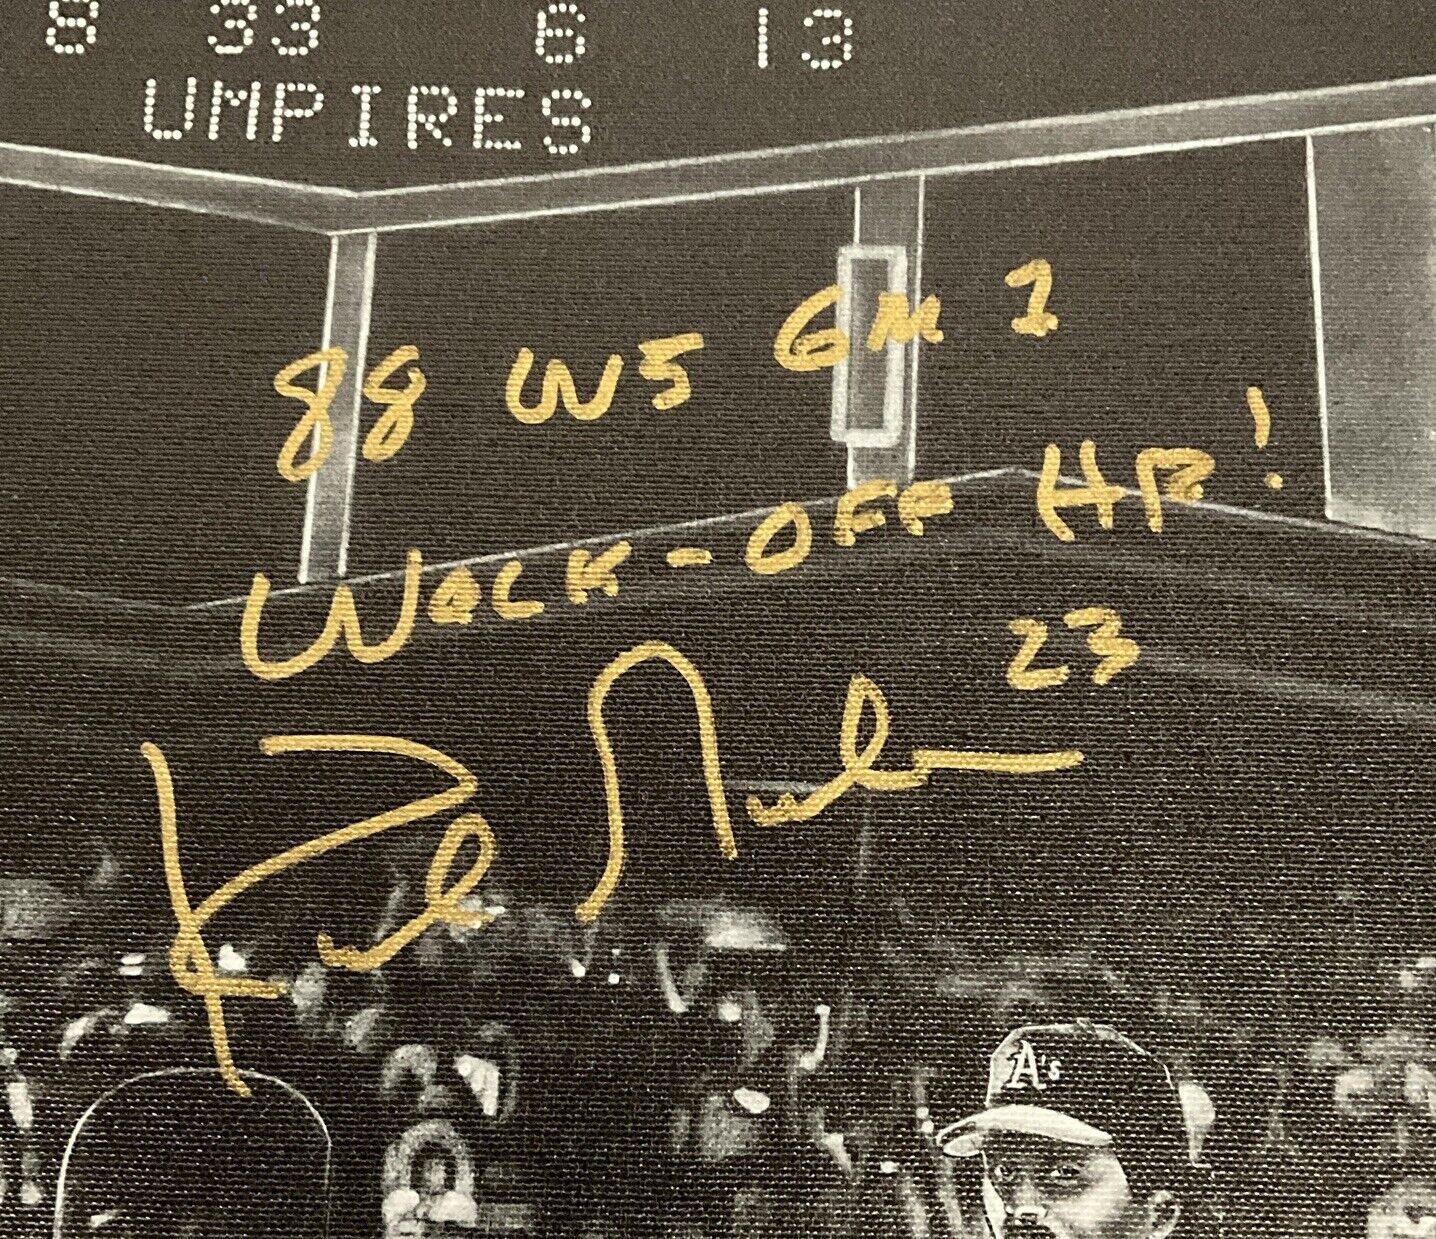 8 33 6 13
UMPIRES
88 WS GM 1
WALK-OFF HR!
23
A's